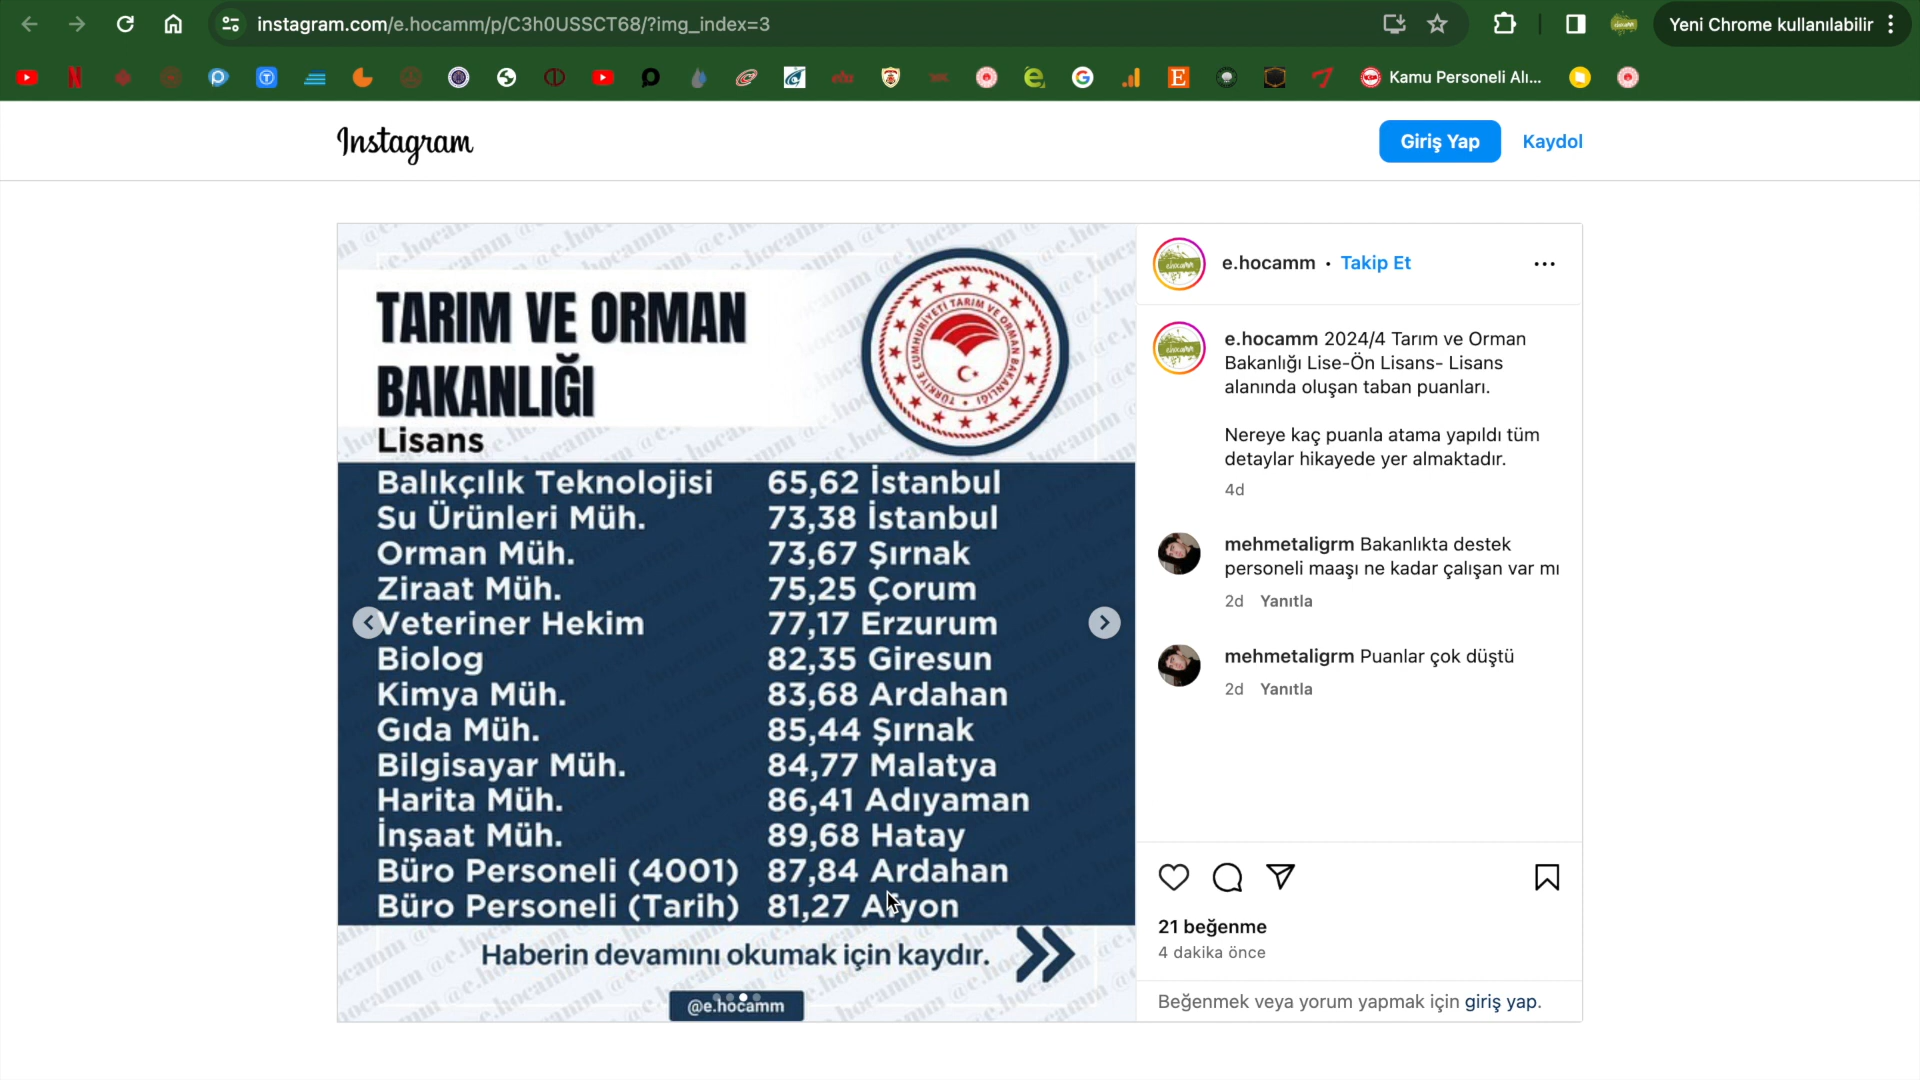 instagram.com/e.hocamm/p/C3h0USSCT68/?img_index=3
Yeni Chrome kullanılabilir
Kamu Personeli Alı...
Instagram
Giriş Yap
Kaydol
TARIM VE ORMAN
BAKANLIĞI
Lisans
TÜRKİYE CUMHURİYETİ TARIM VE ORMAN BAKANLIĞI
Balıkçılık Teknolojisi 65,62 İstanbul
Su Ürünleri Müh. 73,38 İstanbul
Orman Müh. 73,67 Şırnak
Ziraat Müh. 75,25 Çorum
Veteriner Hekim 77,17 Erzurum
Biolog 82,35 Giresun
Kimya Müh. 83,68 Ardahan
Gıda Müh. 85,44 Şırnak
Bilgisayar Müh. 84,77 Malatya
Harita Müh. 86,41 Adıyaman
İnşaat Müh. 89,68 Hatay
Büro Personeli (4001) 87,84 Ardahan
Büro Personeli (Tarih) 81,27 Afyon
Haberin devamını okumak için kaydır.
@e.hocamm
e.hocamm • Takip Et
e.hocamm 2024/4 Tarım ve Orman
Bakanlığı Lise-Ön Lisans- Lisans
alanında oluşan taban puanları.
Nereye kaç puanla atama yapıldı tüm
detaylar hikayede yer almaktadır.
4d
mehmetaligrm Bakanlıkta destek
personeli maaşı ne kadar çalışan var mı
2d Yanıtla
mehmetaligrm Puanlar çok düştü
2d Yanıtla
21 beğenme
4 dakika önce
Beğenmek veya yorum yapmak için giriş yap.